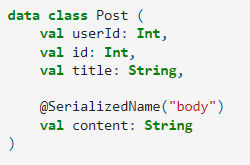 data class Post (
    val userId: Int,
    val id: Int,
    val title: String,
    @SerializedName("body")
    val content: String
)